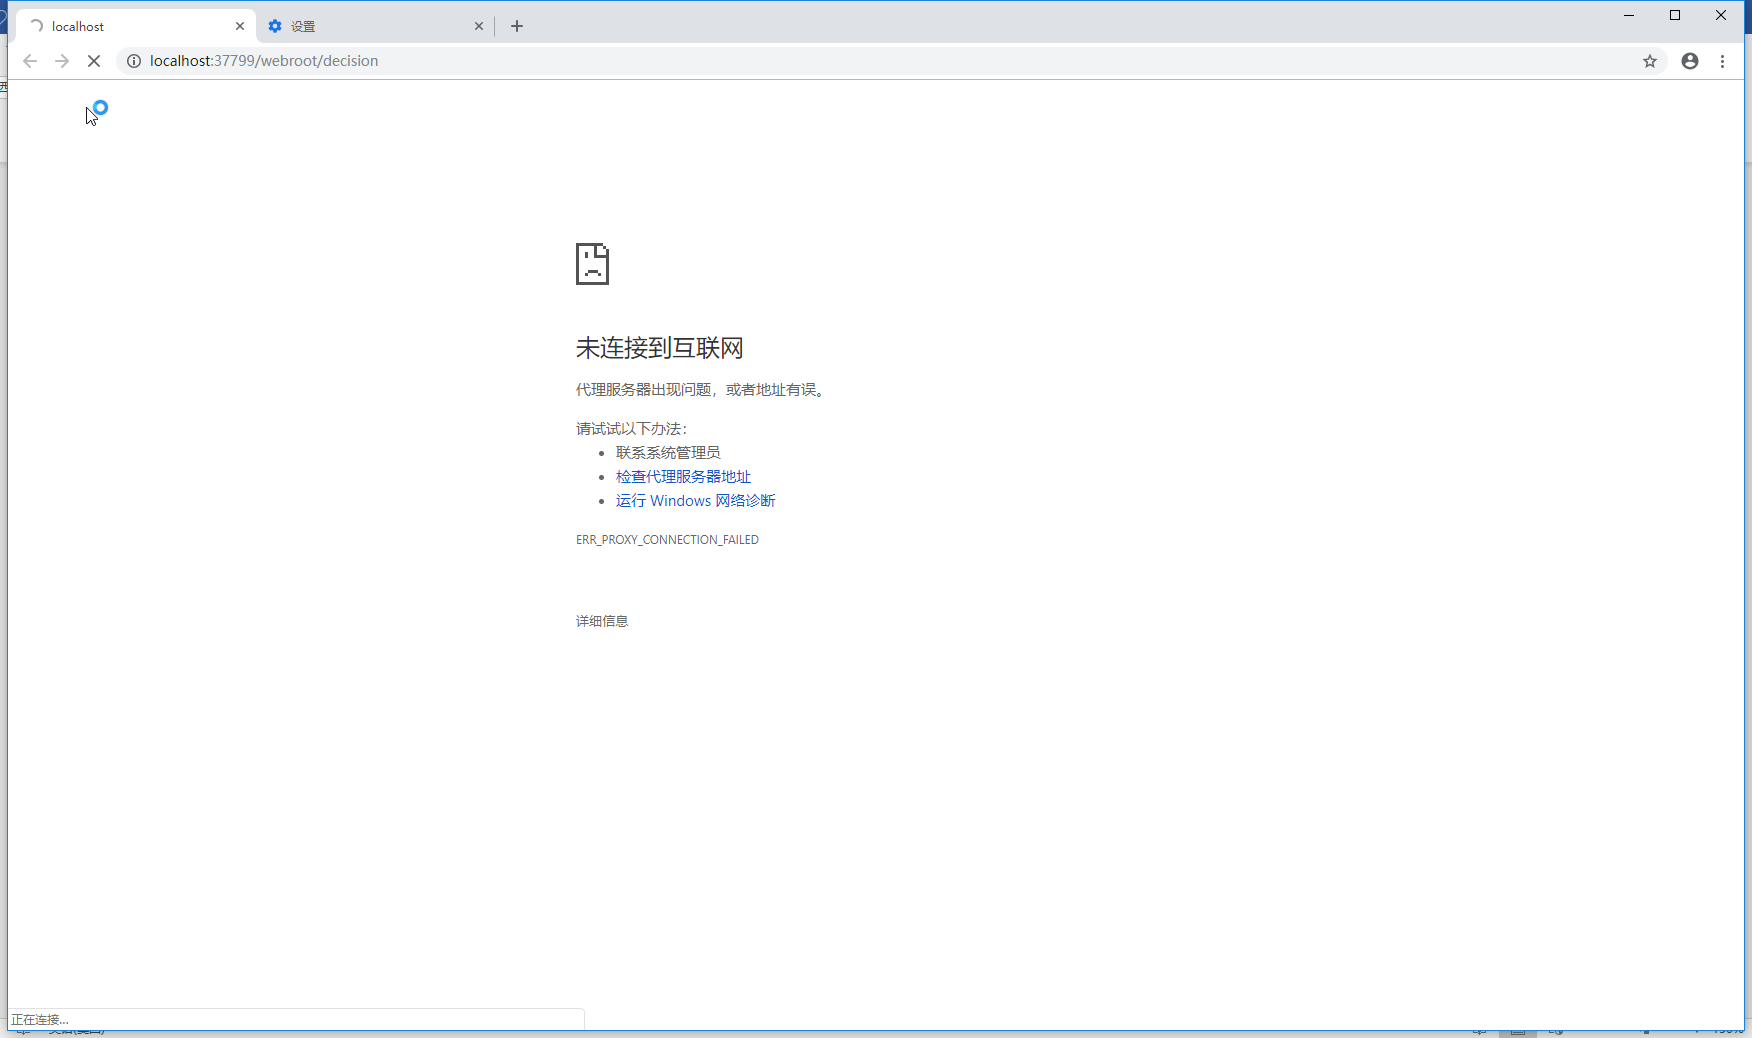 localhost
设置
localhost:37799/webroot/decision
未连接到互联网
代理服务器出现问题，或者地址有误。
请试试以下办法：
联系系统管理员
检查代理服务器地址
运行 Windows 网络诊断
ERR_PROXY_CONNECTION_FAILED
详细信息
正在连接...